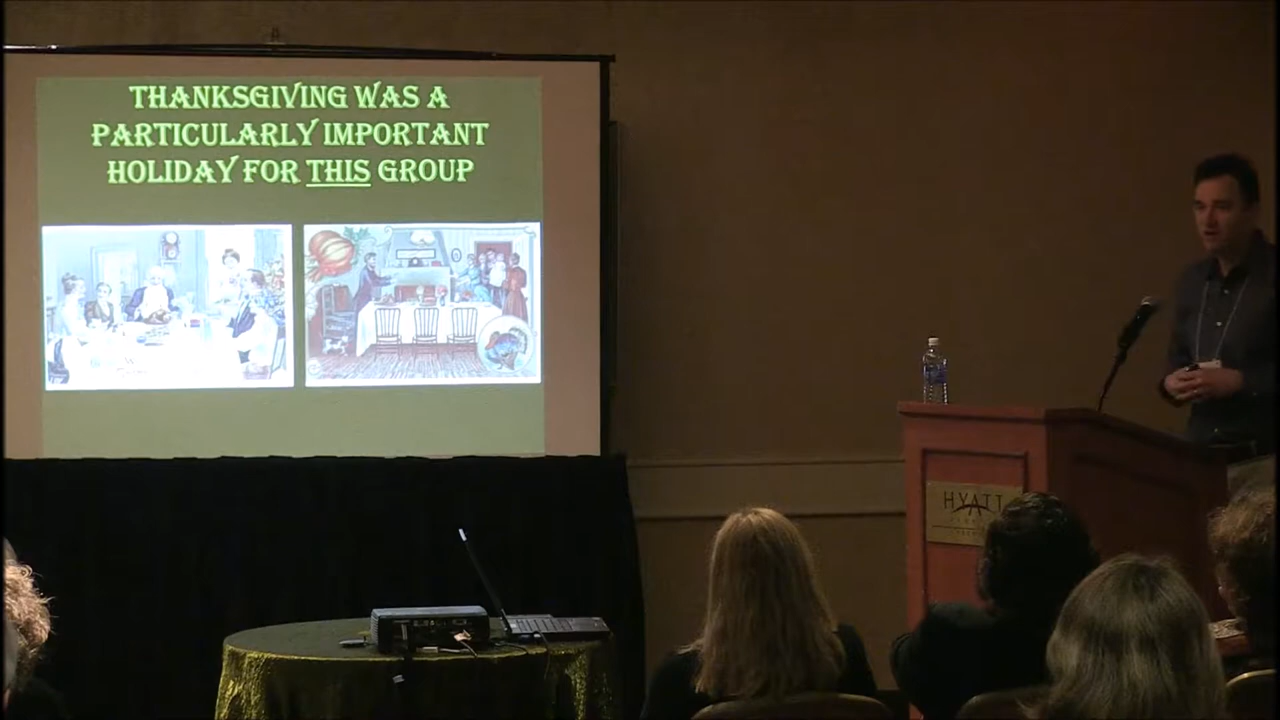 THANKSGIVING WAS A
PARTICULARLY IMPORTANT
HOLIDAY FOR THIS GROUP
HYATT